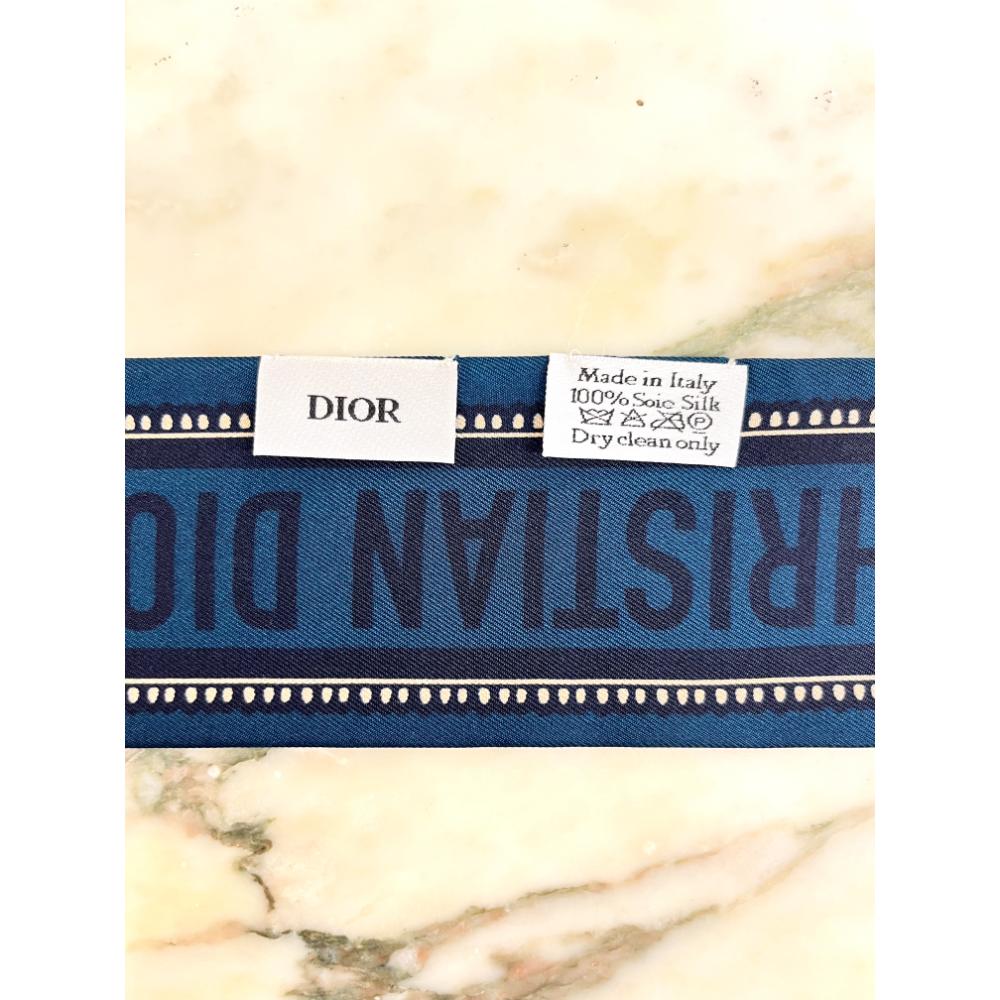 DIOR
Made in Italy
100% Soie Silk
P
Dry clean only
HRISTIAN DIO